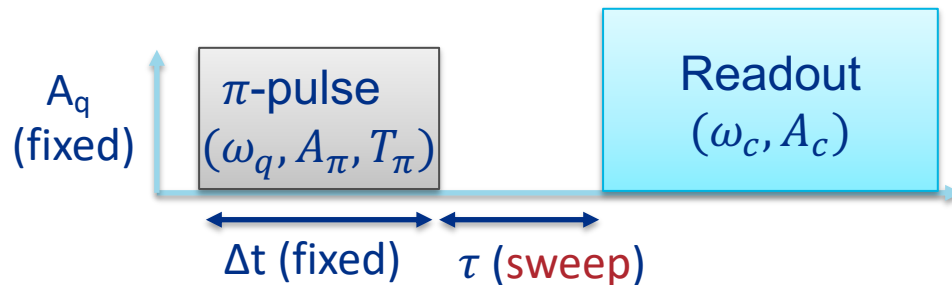 A_q
(fixed)
π-pulse
(ω_q, A_π, T_π)
Readout
(ω_c, A_c)
Δt (fixed)
τ (sweep)